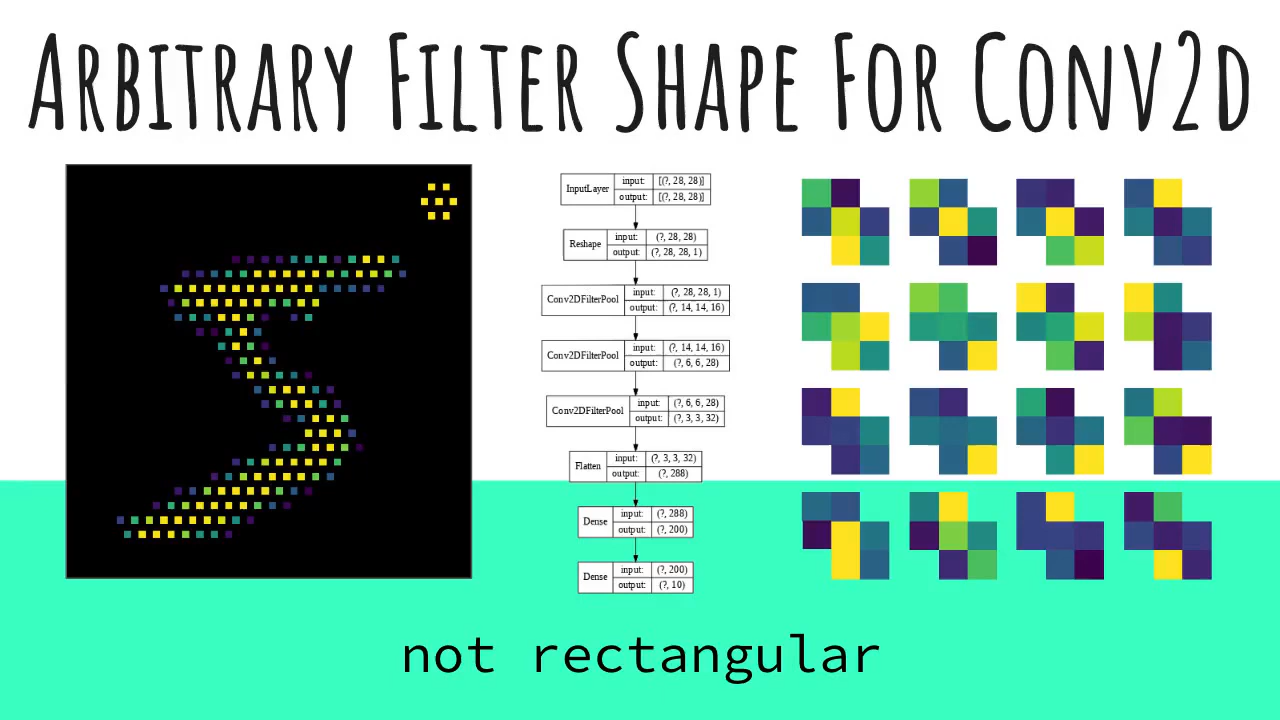 Arbitrary Filter Shape For Conv2d
InputLayer input: [(?, 28, 28)]
output: [(?, 28, 28)]
Reshape input: (?, 28, 28)
output: (?, 28, 28, 1)
Conv2DFilterPool input: (?, 28, 28, 1)
output: (?, 14, 14, 16)
Conv2DFilterPool input: (?, 14, 14, 16)
output: (?, 6, 6, 28)
Conv2DFilterPool input: (?, 6, 6, 28)
output: (?, 3, 3, 32)
Flatten input: (?, 3, 3, 32)
output: (?, 288)
Dense input: (?, 288)
output: (?, 200)
Dense input: (?, 200)
output: (?, 10)
not rectangular